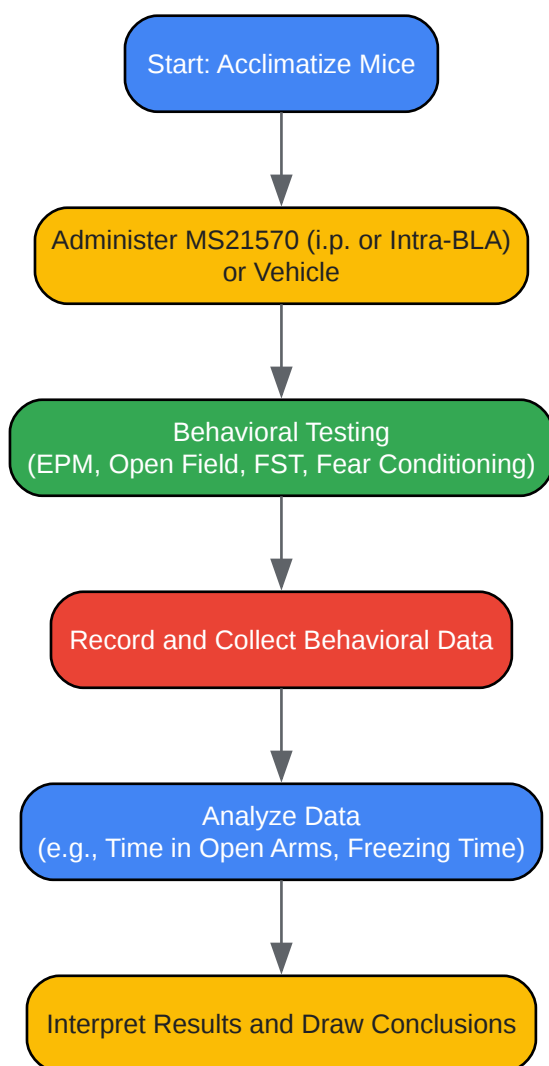 Start: Acclimatize Mice
Administer MS21570 (i.p. or Intra-BLA)
or Vehicle
Behavioral Testing
(EPM, Open Field, FST, Fear Conditioning)
Record and Collect Behavioral Data
Analyze Data
(e.g., Time in Open Arms, Freezing Time)
Interpret Results and Draw Conclusions